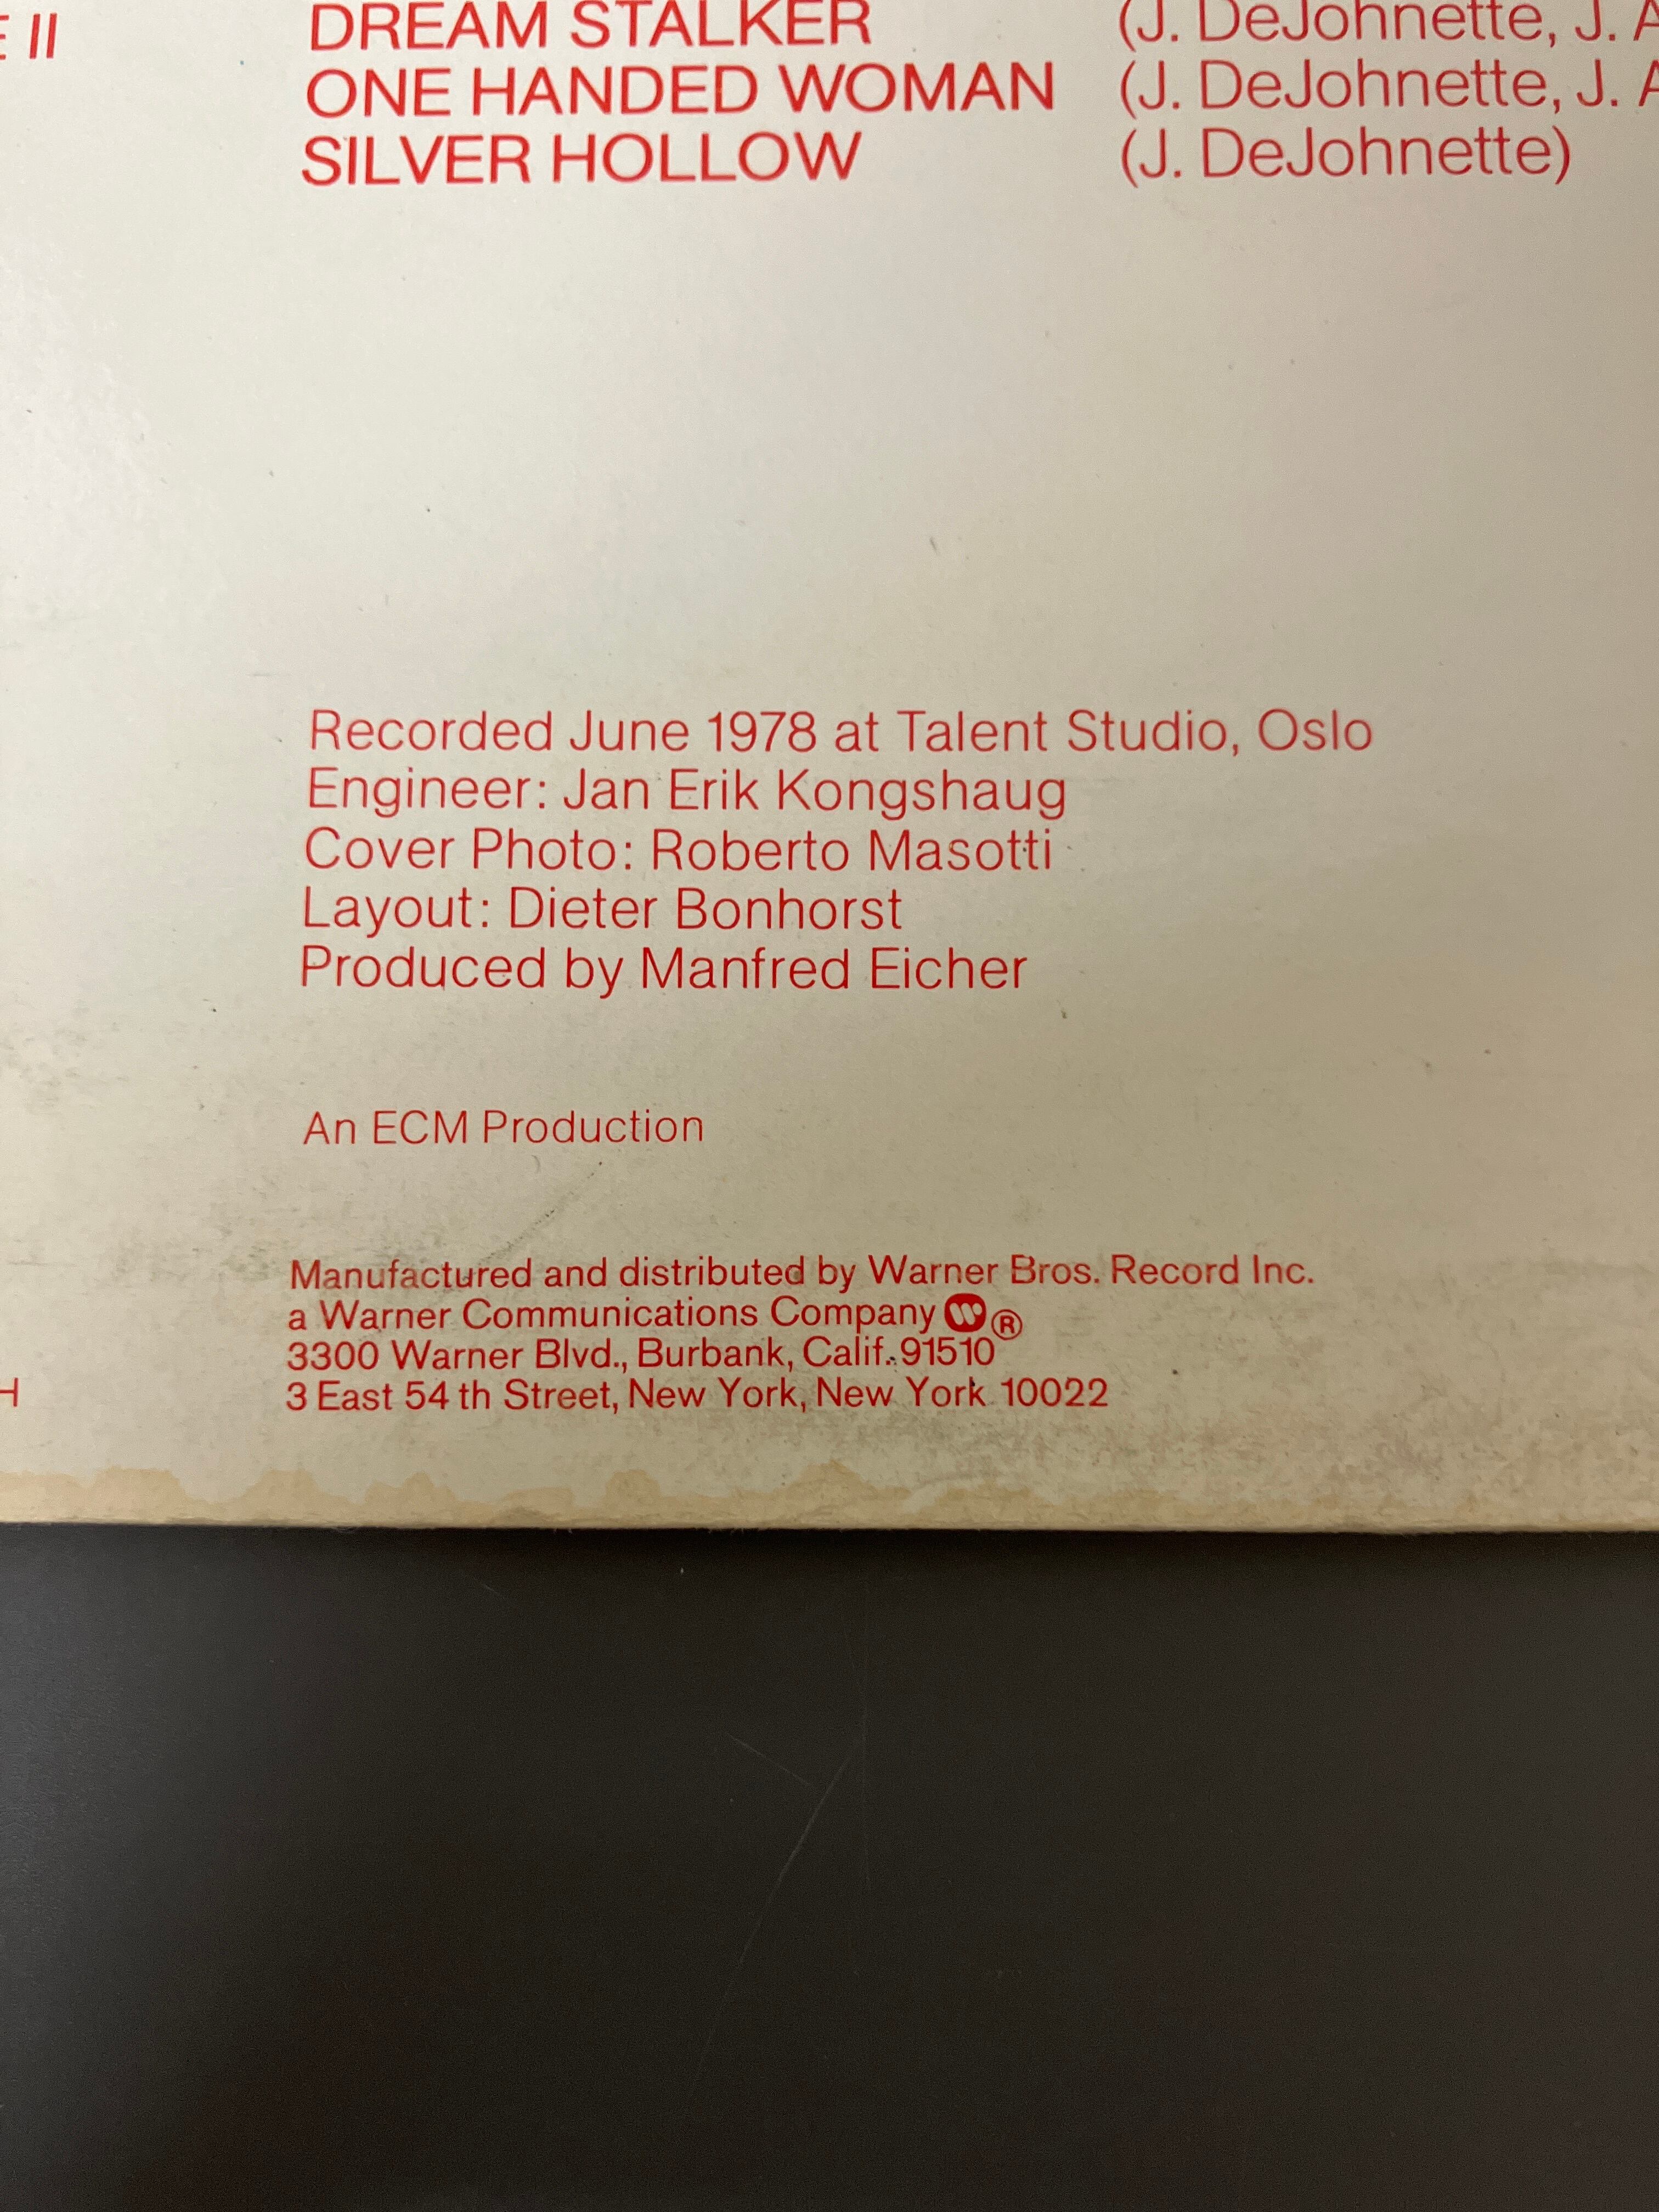 II DREAM STALKER (J. DeJohnette, J. A
ONE HANDED WOMAN (J. DeJohnette, J. A
SILVER HOLLOW (J. DeJohnette)
Recorded June 1978 at Talent Studio, Oslo
Engineer: Jan Erik Kongshaug
Cover Photo: Roberto Masotti
Layout: Dieter Bonhorst
Produced by Manfred Eicher
An ECM Production
Manufactured and distributed by Warner Bros. Record Inc.
a Warner Communications Company W ®
3300 Warner Blvd., Burbank, Calif. 91510
H 3 East 54 th Street, New York, New York 10022